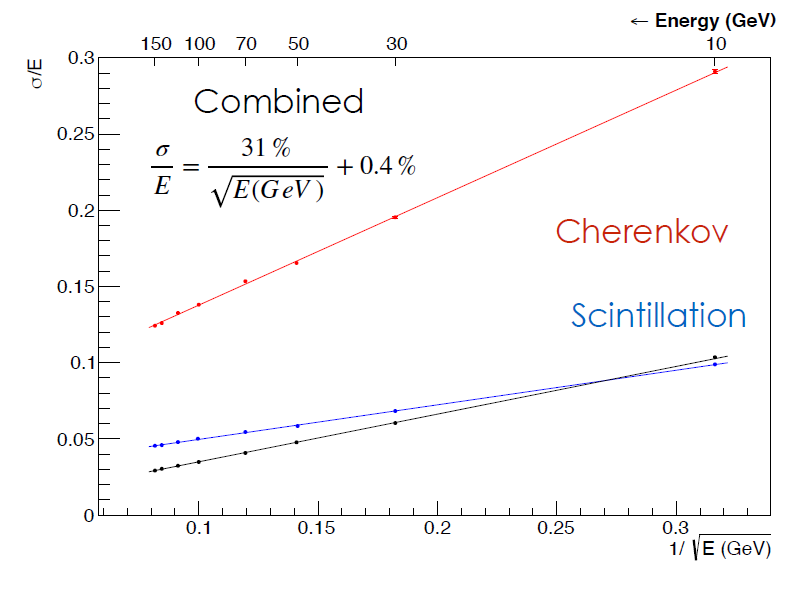 ← Energy (GeV)
150 100 70 50 30 10
σ/E
0.3
0.25
0.2
0.15
0.1
0.05
0
Combined
σ/E = 31 % / √E(GeV) + 0.4 %
Cherenkov
Scintillation
0.1 0.15 0.2 0.25 0.3
1/ √E (GeV)